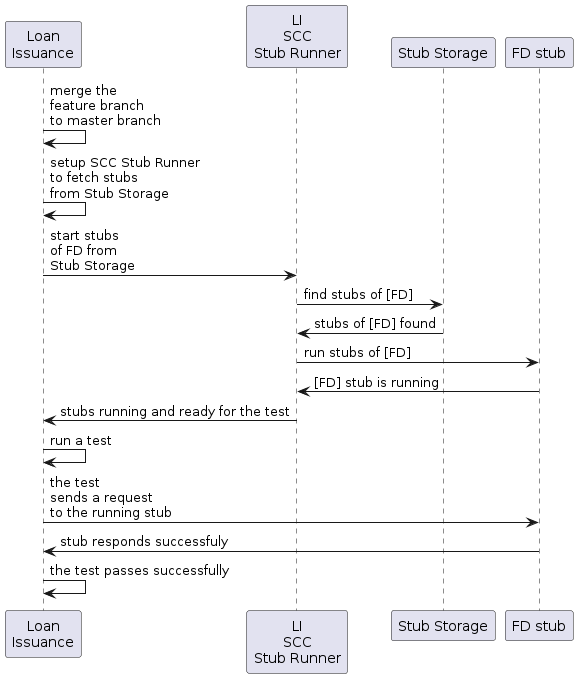 Loan
Issuance
LI
SCC
Stub Runner
Stub Storage
FD stub
merge the
feature branch
to master branch
setup SCC Stub Runner
to fetch stubs
from Stub Storage
start stubs
of FD from
Stub Storage
find stubs of [FD]
stubs of [FD] found
run stubs of [FD]
[FD] stub is running
stubs running and ready for the test
run a test
the test
sends a request
to the running stub
stub responds successfuly
the test passes successfully
Loan
Issuance
LI
SCC
Stub Runner
Stub Storage
FD stub